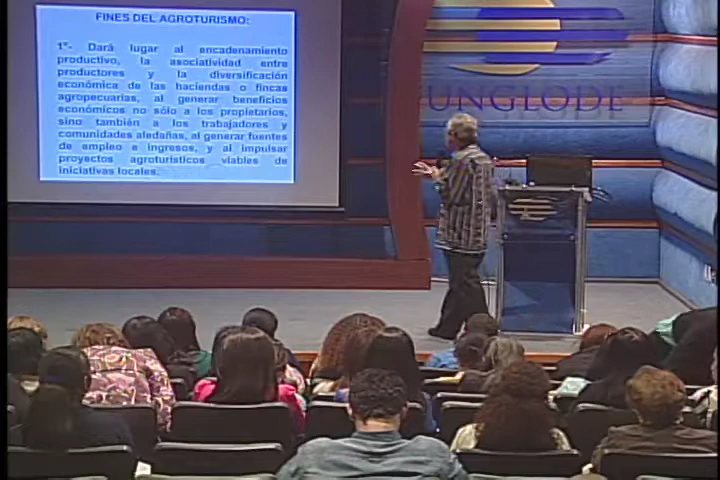 FINES DEL AGROTURISMO:
1º- Dará lugar al encadenamiento
productivo, la asociatividad entre
productores y la diversificación
económica de las haciendas o fincas
agropecuarias, al generar beneficios
económicos no sólo a los propietarios,
sino también a los trabajadores y
comunidades aledañas, al generar fuentes
de empleo e ingresos, y al impulsar
proyectos agroturísticos viables de
iniciativas locales.
UNGLODE